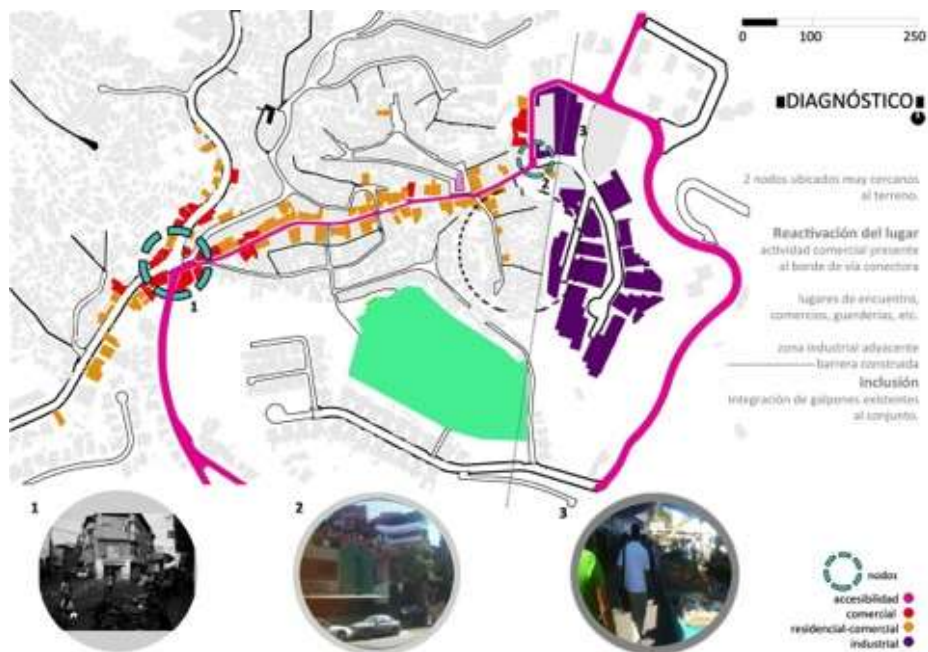 0 100 250
DIAGNÓSTICO
3
2
1
2 nodos ubicados muy cercanos
al terreno.
Reactivación del lugar
actividad comercial presente
al borde de vía conectora
lugares de encuentro,
comercios, guarderías, etc.
zona industrial adyacente
barrera construida
Inclusión
Integración de galpones existentes
al conjunto.
1
2
3
nodos
accesibilidad
comercial
residencial-comercial
industrial